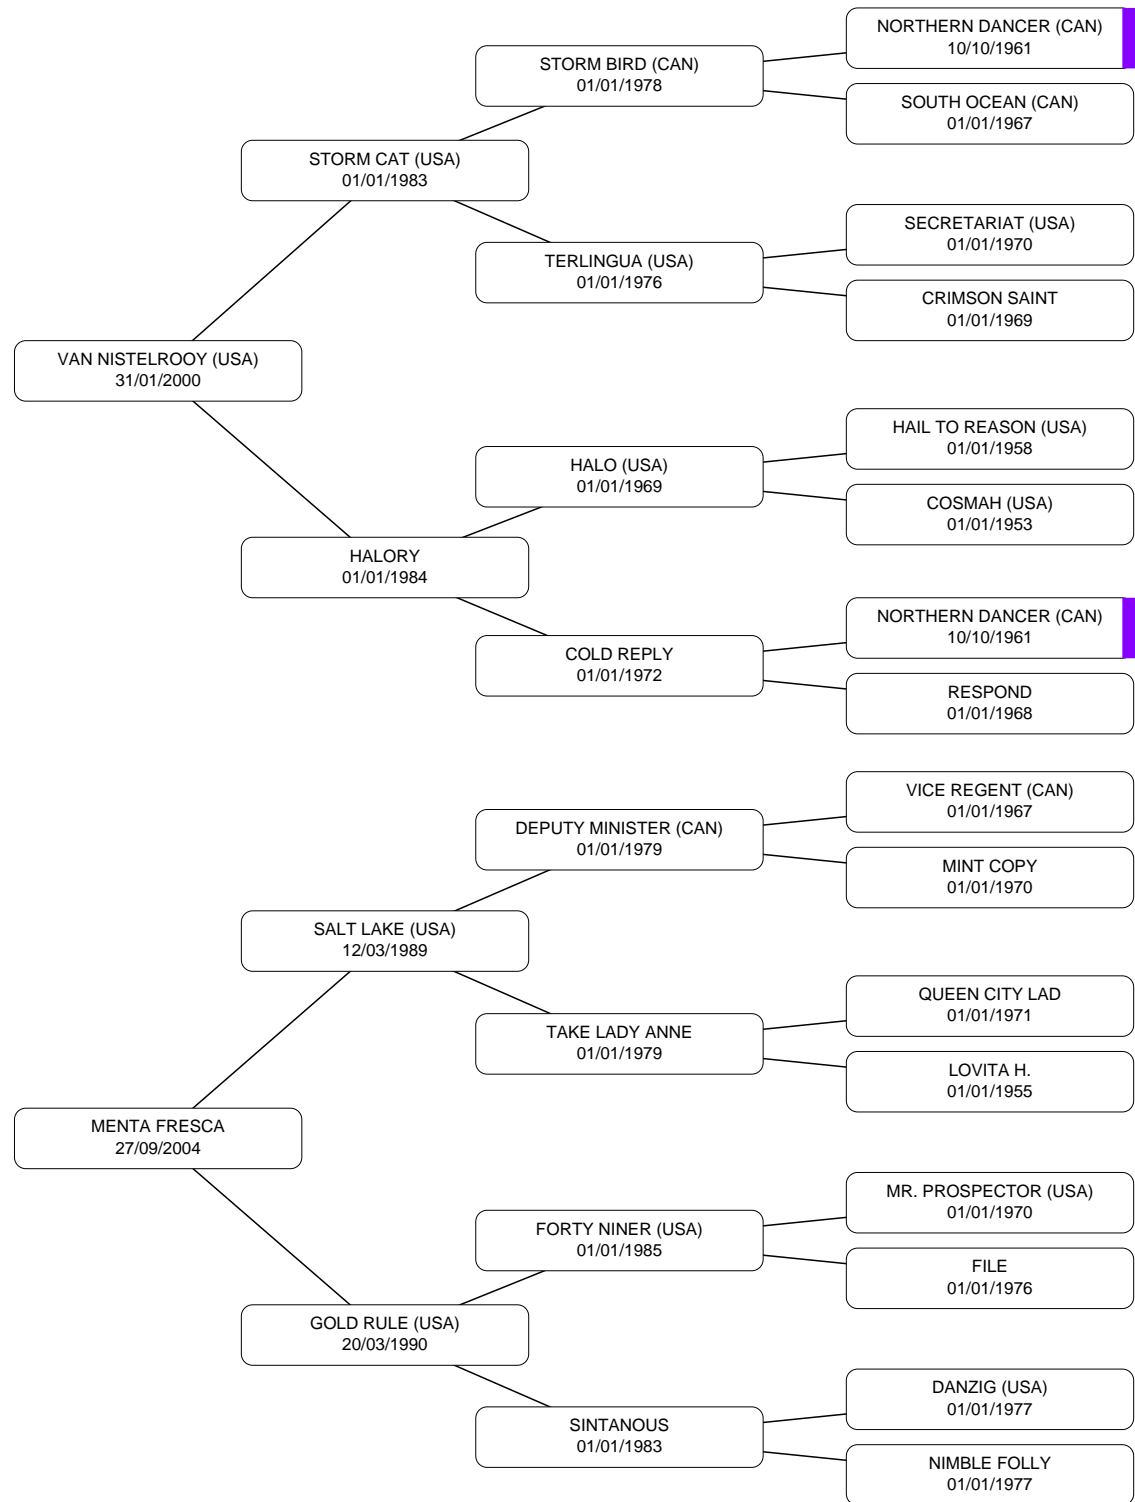 NORTHERN DANCER (CAN)
10/10/1961
STORM BIRD (CAN)
01/01/1978
SOUTH OCEAN (CAN)
01/01/1967
STORM CAT (USA)
01/01/1983
SECRETARIAT (USA)
01/01/1970
TERLINGUA (USA)
01/01/1976
CRIMSON SAINT
01/01/1969
VAN NISTELROOY (USA)
31/01/2000
HAIL TO REASON (USA)
01/01/1958
HALO (USA)
01/01/1969
COSMAH (USA)
01/01/1953
HALORY
01/01/1984
NORTHERN DANCER (CAN)
10/10/1961
COLD REPLY
01/01/1972
RESPOND
01/01/1968
VICE REGENT (CAN)
01/01/1967
DEPUTY MINISTER (CAN)
01/01/1979
MINT COPY
01/01/1970
SALT LAKE (USA)
12/03/1989
QUEEN CITY LAD
01/01/1971
TAKE LADY ANNE
01/01/1979
LOVITA H.
01/01/1955
MENTA FRESCA
27/09/2004
MR. PROSPECTOR (USA)
01/01/1970
FORTY NINER (USA)
01/01/1985
FILE
01/01/1976
GOLD RULE (USA)
20/03/1990
DANZIG (USA)
01/01/1977
SINTANOUS
01/01/1983
NIMBLE FOLLY
01/01/1977